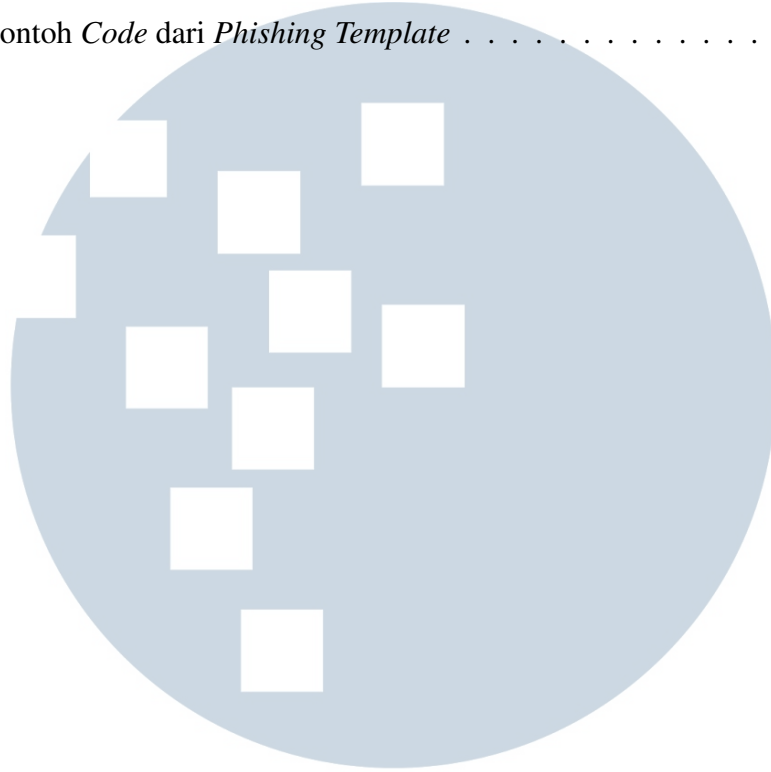 ontoh Code dari Phishing Template . . . . . . . . . . . . .